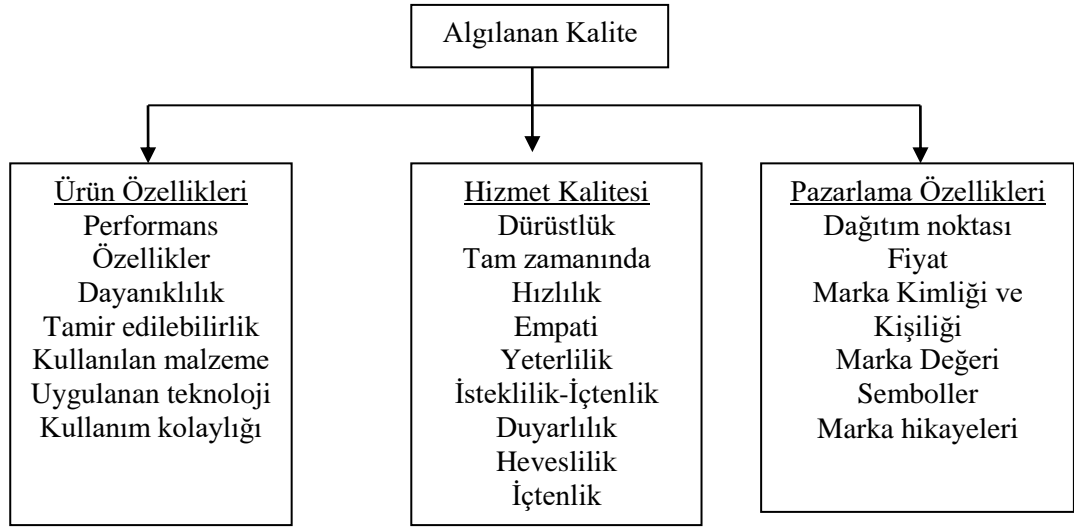 Algılanan Kalite
Ürün Özellikleri
Performans
Özellikler
Dayanıklılık
Tamir edilebilirlik
Kullanılan malzeme
Uygulanan teknoloji
Kullanım kolaylığı
Hizmet Kalitesi
Dürüstlük
Tam zamanında
Hızlılık
Empati
Yeterlilik
İsteklilik-İçtenlik
Duyarlılık
Heveslilik
İçtenlik
Pazarlama Özellikleri
Dağıtım noktası
Fiyat
Marka Kimliği ve
Kişiliği
Marka Değeri
Semboller
Marka hikayeleri